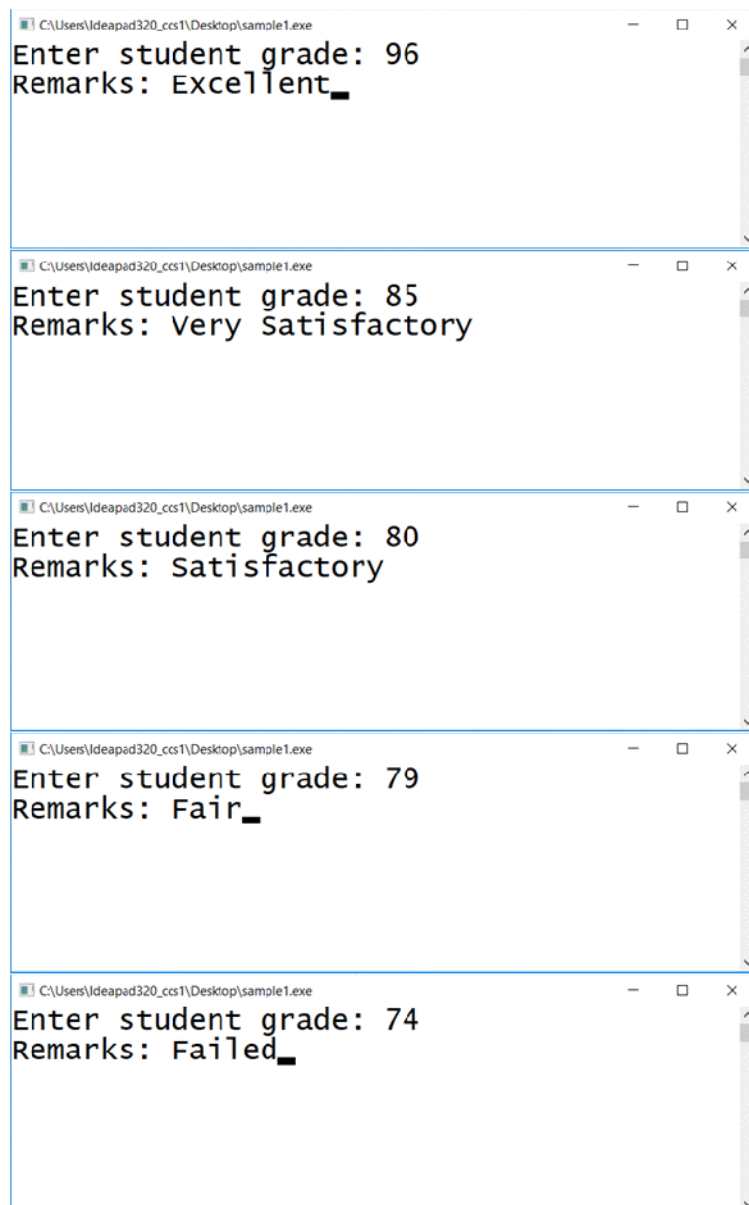 C:\Users\Ideapad320_ccs1\Desktop\sample1.exe
Enter student grade: 96
Remarks: Excellent
C:\Users\Ideapad320_ccs1\Desktop\sample1.exe
Enter student grade: 85
Remarks: Very Satisfactory
C:\Users\Ideapad320_ccs1\Desktop\sample1.exe
Enter student grade: 80
Remarks: Satisfactory
C:\Users\Ideapad320_ccs1\Desktop\sample1.exe
Enter student grade: 79
Remarks: Fair
C:\Users\Ideapad320_ccs1\Desktop\sample1.exe
Enter student grade: 74
Remarks: Failed